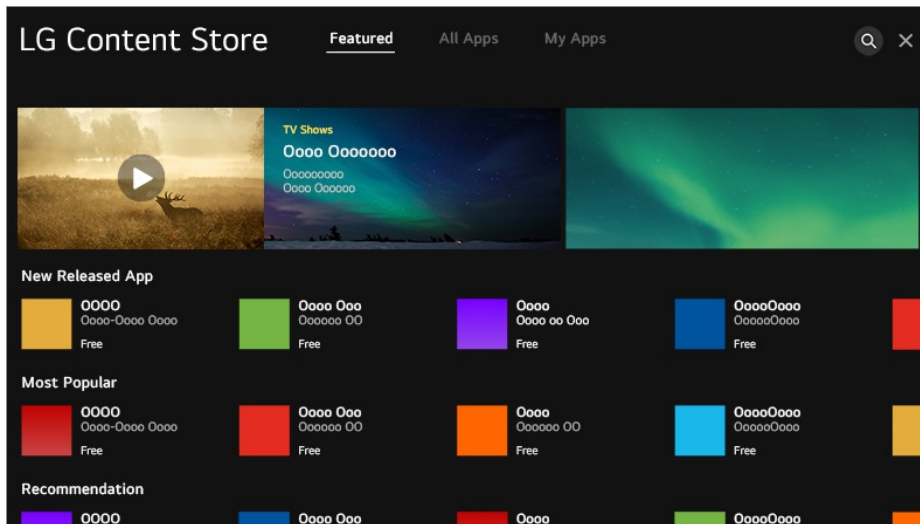 LG Content Store
Featured
All Apps
My Apps
TV Shows
Oooo Ooooooo
Ooooooooo
Oooo Oooooo
New Released App
OOOO
Oooo-Oooo Oooo
Free
Oooo Ooo
Oooooo OO
Free
Oooo
Oooo oo Ooo
Free
OoooOooo
OooooOooo
Free
Most Popular
OOOO
Oooo-Oooo Oooo
Free
Oooo Ooo
Oooooo OO
Free
Oooo
Oooooo OO
Free
OoooOooo
OooooOooo
Free
Recommendation
OOOO
Oooo Ooo
Oooo
OoooOooo